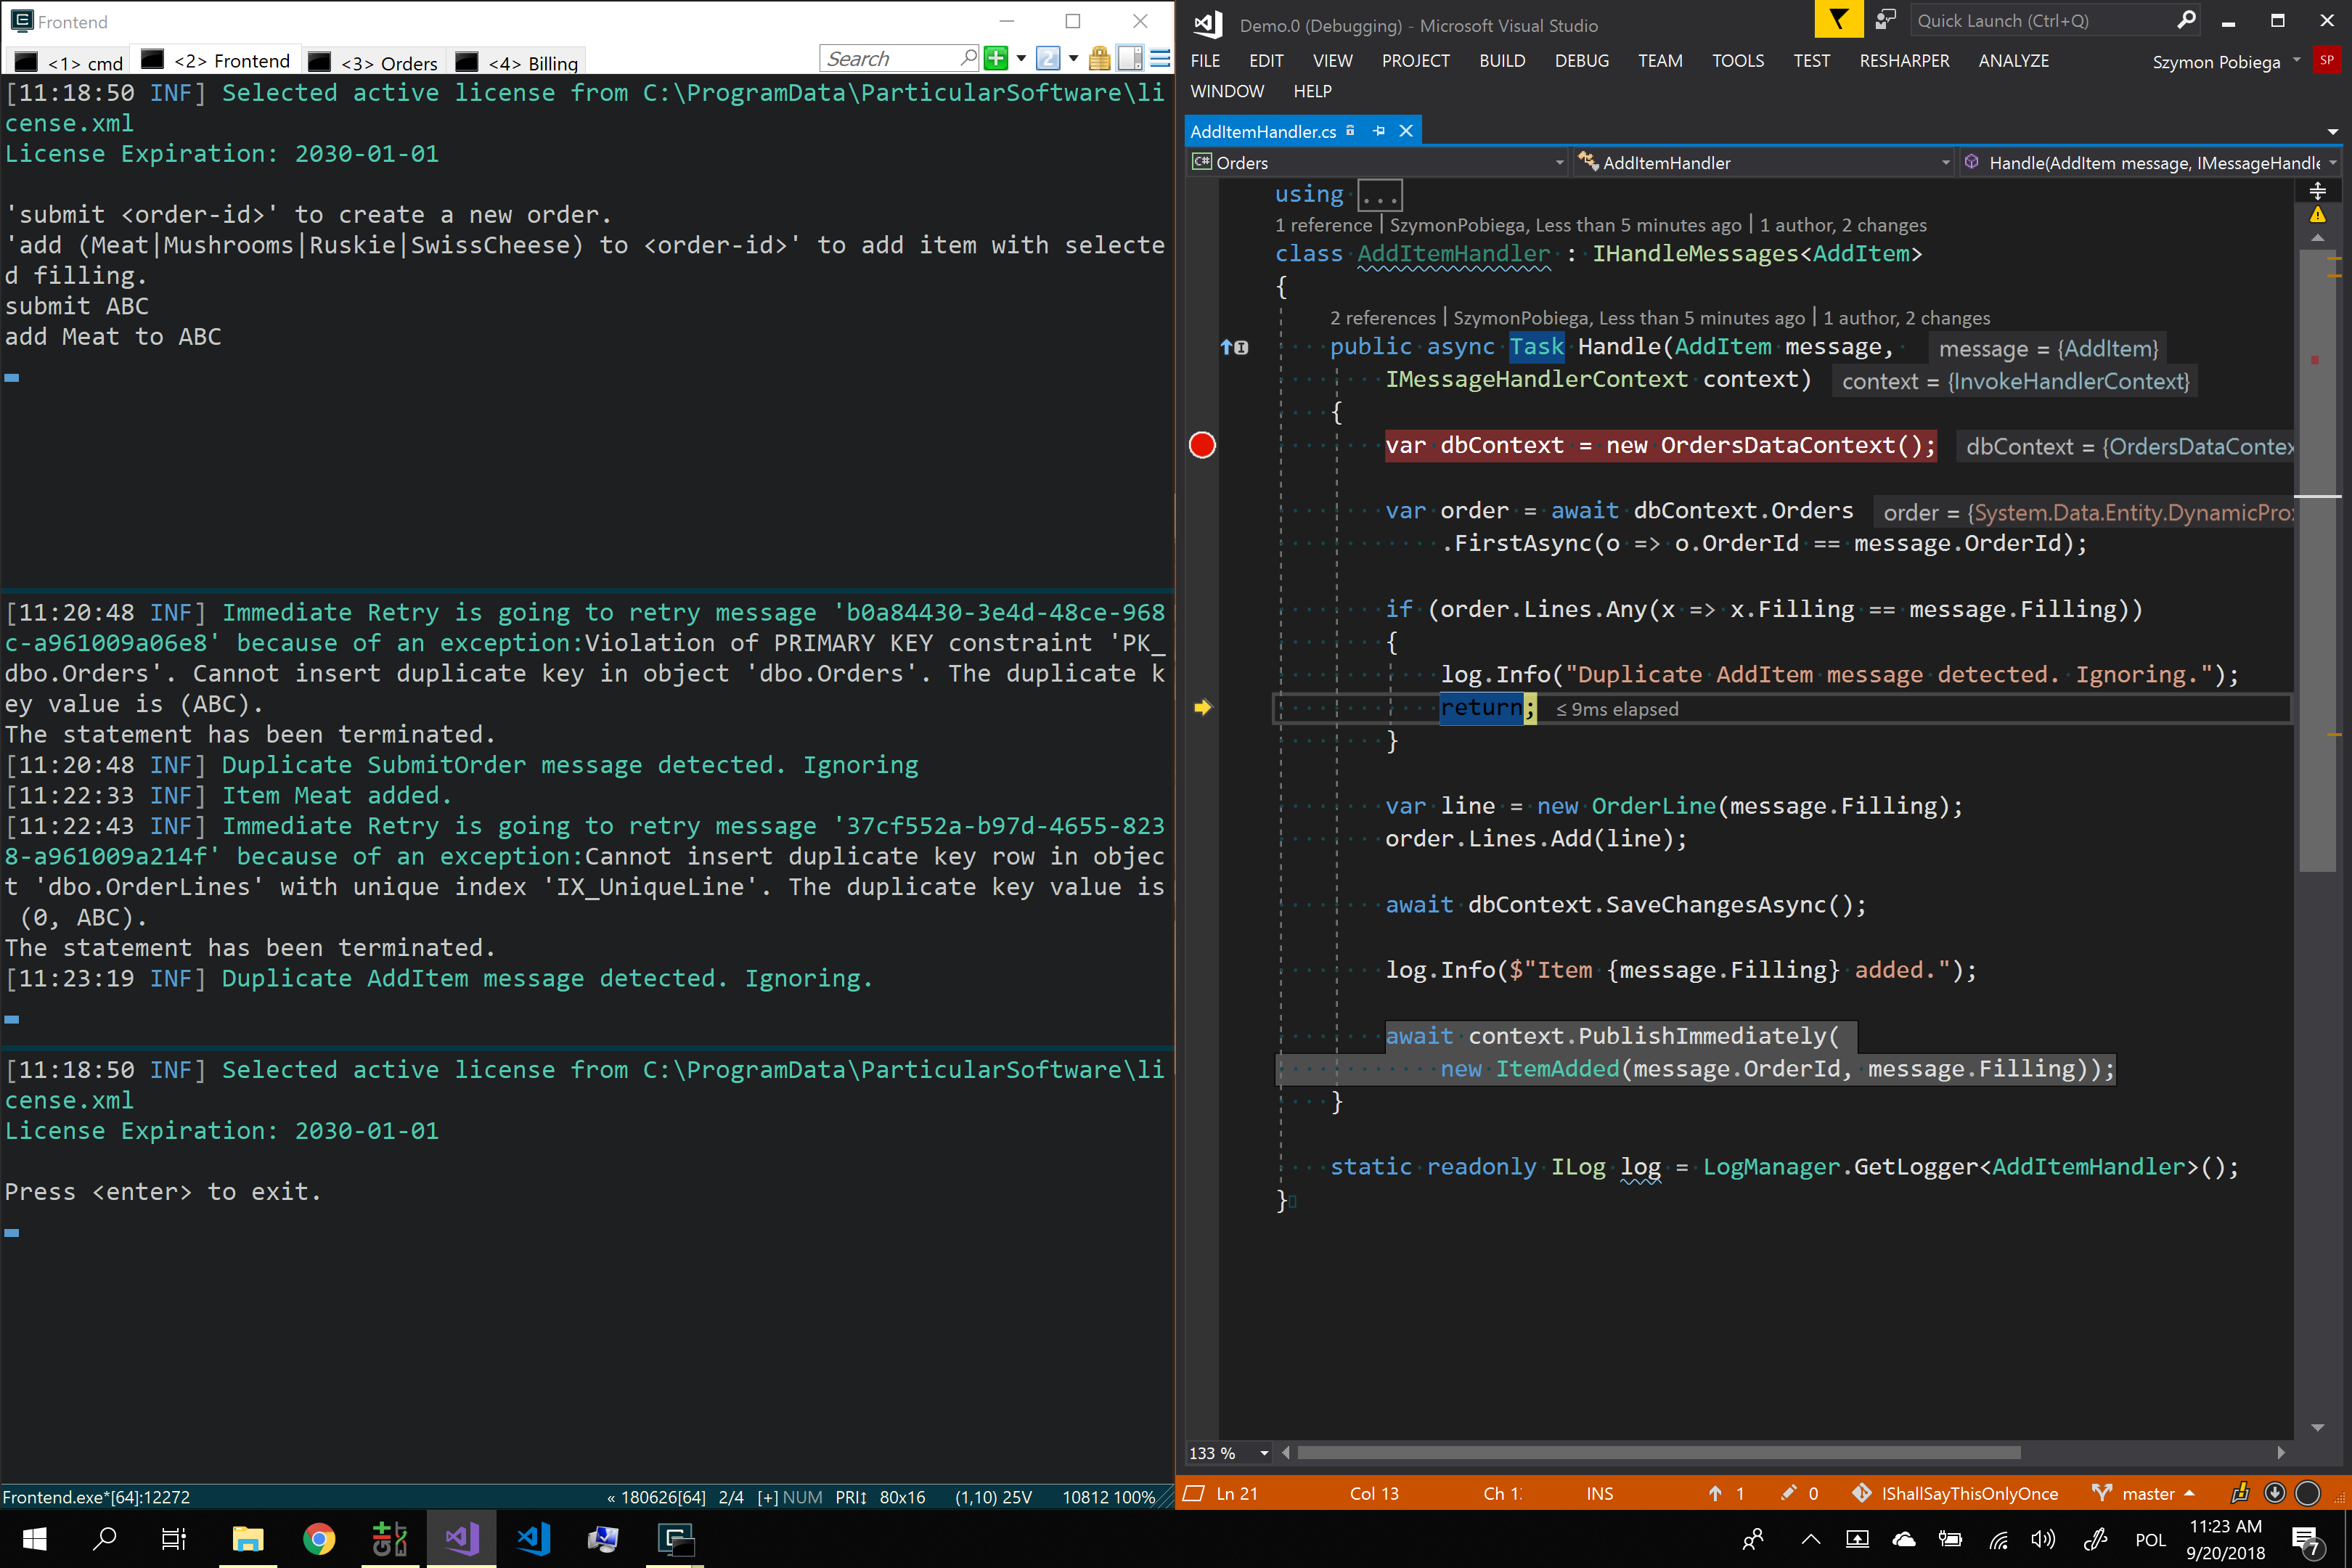 Frontend
<1> cmd
<2> Frontend
<3> Orders
<4> Billing
Search
[11:18:50 INF] Selected active license from C:\ProgramData\ParticularSoftware\li
cense.xml
License Expiration: 2030-01-01
'submit <order-id>' to create a new order.
'add (Meat|Mushrooms|Ruskie|SwissCheese) to <order-id>' to add item with selecte
d filling.
submit ABC
add Meat to ABC
[11:20:48 INF] Immediate Retry is going to retry message 'b0a84430-3e4d-48ce-968
c-a961009a06e8' because of an exception:Violation of PRIMARY KEY constraint 'PK_
dbo.Orders'. Cannot insert duplicate key in object 'dbo.Orders'. The duplicate k
ey value is (ABC).
The statement has been terminated.
[11:20:48 INF] Duplicate SubmitOrder message detected. Ignoring
[11:22:33 INF] Item Meat added.
[11:22:43 INF] Immediate Retry is going to retry message '37cf552a-b97d-4655-823
8-a961009a214f' because of an exception:Cannot insert duplicate key row in objec
t 'dbo.OrderLines' with unique index 'IX_UniqueLine'. The duplicate key value is
(0, ABC).
The statement has been terminated.
[11:23:19 INF] Duplicate AddItem message detected. Ignoring.
[11:18:50 INF] Selected active license from C:\ProgramData\ParticularSoftware\li
cense.xml
License Expiration: 2030-01-01
Press <enter> to exit.
Frontend.exe*[64]:12272
« 180626[64] 2/4 [+] NUM PRI↕ 80x16 (1,10) 25V 10812 100%
Demo.0 (Debugging) - Microsoft Visual Studio
Quick Launch (Ctrl+Q)
FILE EDIT VIEW PROJECT BUILD DEBUG TEAM TOOLS TEST RESHARPER ANALYZE
Szymon Pobiega SP
WINDOW HELP
AddItemHandler.cs
C# Orders
AddItemHandler
Handle(AddItem message, IMessageHandle
using ...
1 reference | SzymonPobiega, Less than 5 minutes ago | 1 author, 2 changes
class AddItemHandler : IHandleMessages<AddItem>
{
2 references | SzymonPobiega, Less than 5 minutes ago | 1 author, 2 changes
public async Task Handle(AddItem message, message = {AddItem}
IMessageHandlerContext context) context = {InvokeHandlerContext}
{
var dbContext = new OrdersDataContext(); dbContext = {OrdersDataContex
var order = await dbContext.Orders order = {System.Data.Entity.DynamicProx
.FirstAsync(o => o.OrderId == message.OrderId);
if (order.Lines.Any(x => x.Filling == message.Filling))
{
log.Info("Duplicate AddItem message detected. Ignoring.");
return; ≤ 9ms elapsed
}
var line = new OrderLine(message.Filling);
order.Lines.Add(line);
await dbContext.SaveChangesAsync();
log.Info($"Item {message.Filling} added.");
await context.PublishImmediately(
new ItemAdded(message.OrderId, message.Filling));
}
static readonly ILog log = LogManager.GetLogger<AddItemHandler>();
}
133 %
Ln 21 Col 13 Ch 1 INS 1 0 IShallSayThisOnlyOnce master
POL
11:23 AM
9/20/2018
7